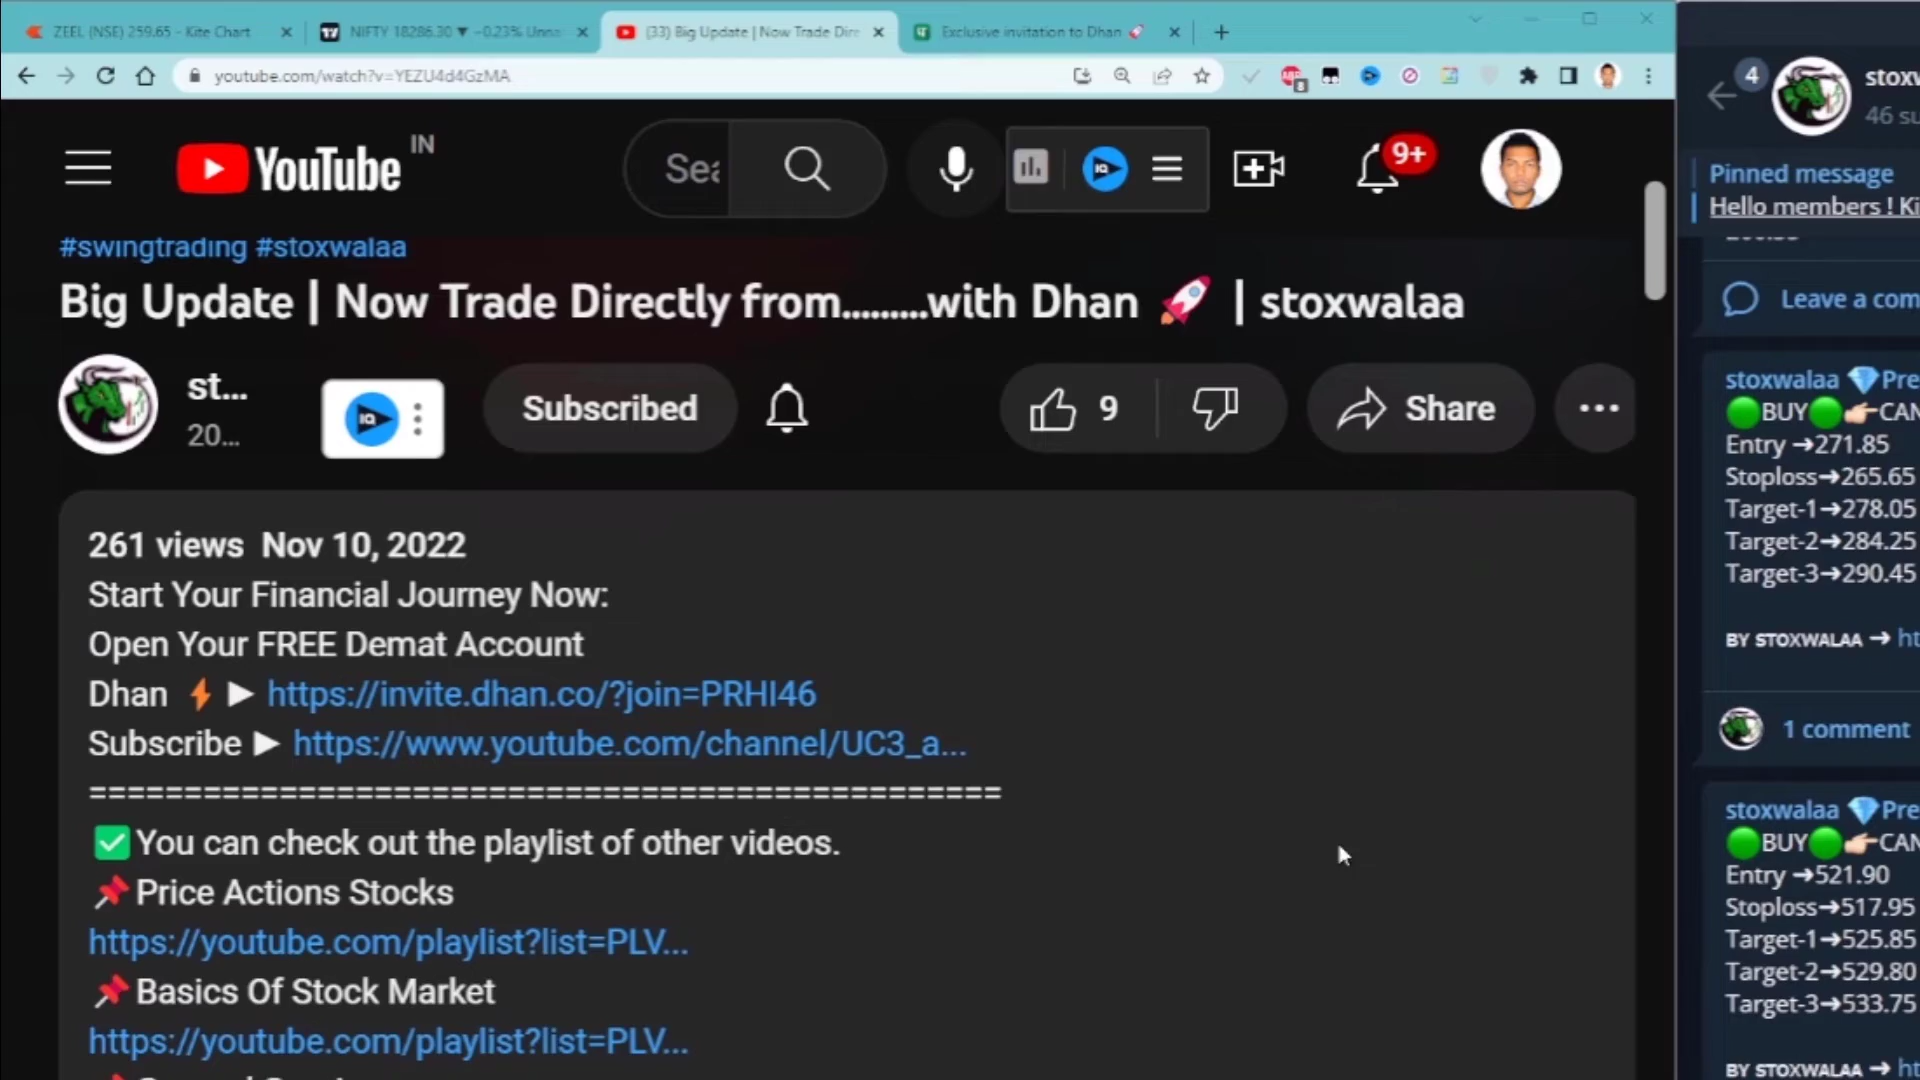 ZEEL (NSE) 259.65 - Kite Chart
NIFTY 18286.30 ▼ -0.23% Unna
(33) Big Update | Now Trade Dire
Exclusive invitation to Dhan 🚀
youtube.com/watch?v=YEZU4d4GzMA
YouTube IN
Sea
9+
#swingtrading #stoxwalaa
Big Update | Now Trade Directly from.........with Dhan 🚀 | stoxwalaa
st...
20...
IQ
Subscribed
9
Share
261 views Nov 10, 2022
Start Your Financial Journey Now:
Open Your FREE Demat Account
Dhan ⚡ ► https://invite.dhan.co/?join=PRHI46
Subscribe ► https://www.youtube.com/channel/UC3_a...
================================================
✅You can check out the playlist of other videos.
📌Price Actions Stocks
https://youtube.com/playlist?list=PLV...
📌Basics Of Stock Market
https://youtube.com/playlist?list=PLV...
4
stoxw
46 su
Pinned message
Hello members ! Ki
Leave a com
stoxwalaa 💎Pre
🟢BUY🟢👉🏻CAN
Entry ➔271.85
Stoploss➔265.65
Target-1➔278.05
Target-2➔284.25
Target-3➔290.45
BY STOXWALAA ➔ ht
1 comment
stoxwalaa 💎Pre
🟢BUY🟢👉🏻CAN
Entry ➔521.90
Stoploss➔517.95
Target-1➔525.85
Target-2➔529.80
Target-3➔533.75
BY STOXWALAA ➔ ht